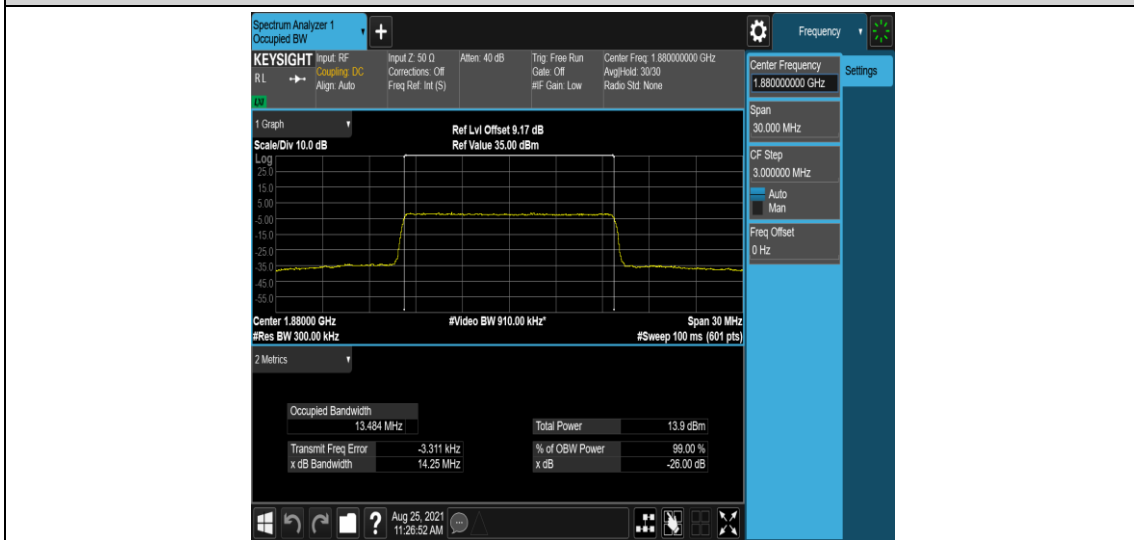 Spectrum Analyzer 1
Occupied BW
+
Frequency
KEYSIGHT
RL
LXI
Input: RF
Coupling: DC
Align: Auto
Input Z: 50 Ω
Corrections: Off
Freq Ref: Int (S)
Atten: 40 dB
Trig: Free Run
Gate: Off
#IF Gain: Low
Center Freq: 1.880000000 GHz
Avg|Hold: 30/30
Radio Std: None
Center Frequency
1.880000000 GHz
Settings
Span
30.000 MHz
CF Step
3.000000 MHz
Auto
Man
Freq Offset
0 Hz
1 Graph
Scale/Div 10.0 dB
Ref Lvl Offset 9.17 dB
Ref Value 35.00 dBm
Log
25.0
15.0
5.00
-5.00
-15.0
-25.0
-35.0
-45.0
-55.0
Center 1.88000 GHz
#Video BW 910.00 kHz*
Span 30 MHz
#Res BW 300.00 kHz
#Sweep 100 ms (601 pts)
2 Metrics
Occupied Bandwidth
13.484 MHz
Total Power 13.9 dBm
Transmit Freq Error -3.311 kHz
% of OBW Power 99.00 %
x dB Bandwidth 14.25 MHz
x dB -26.00 dB
?
Aug 25, 2021
11:26:52 AM